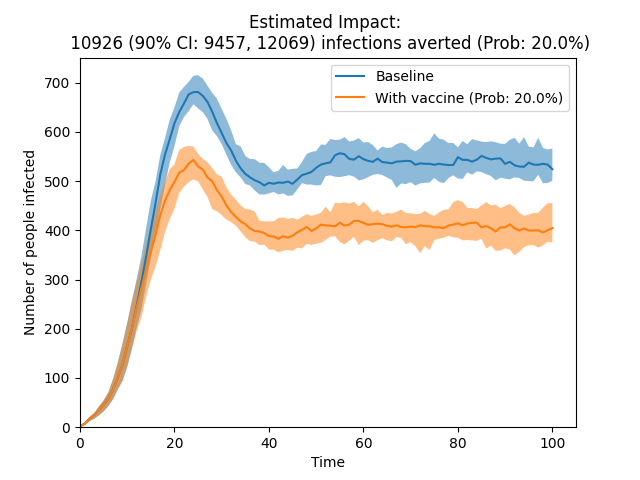 Estimated Impact:
10926 (90% CI: 9457, 12069) infections averted (Prob: 20.0%)
Baseline
With vaccine (Prob: 20.0%)
Number of people infected
700
600
500
400
300
200
100
0
0 20 40 60 80 100
Time